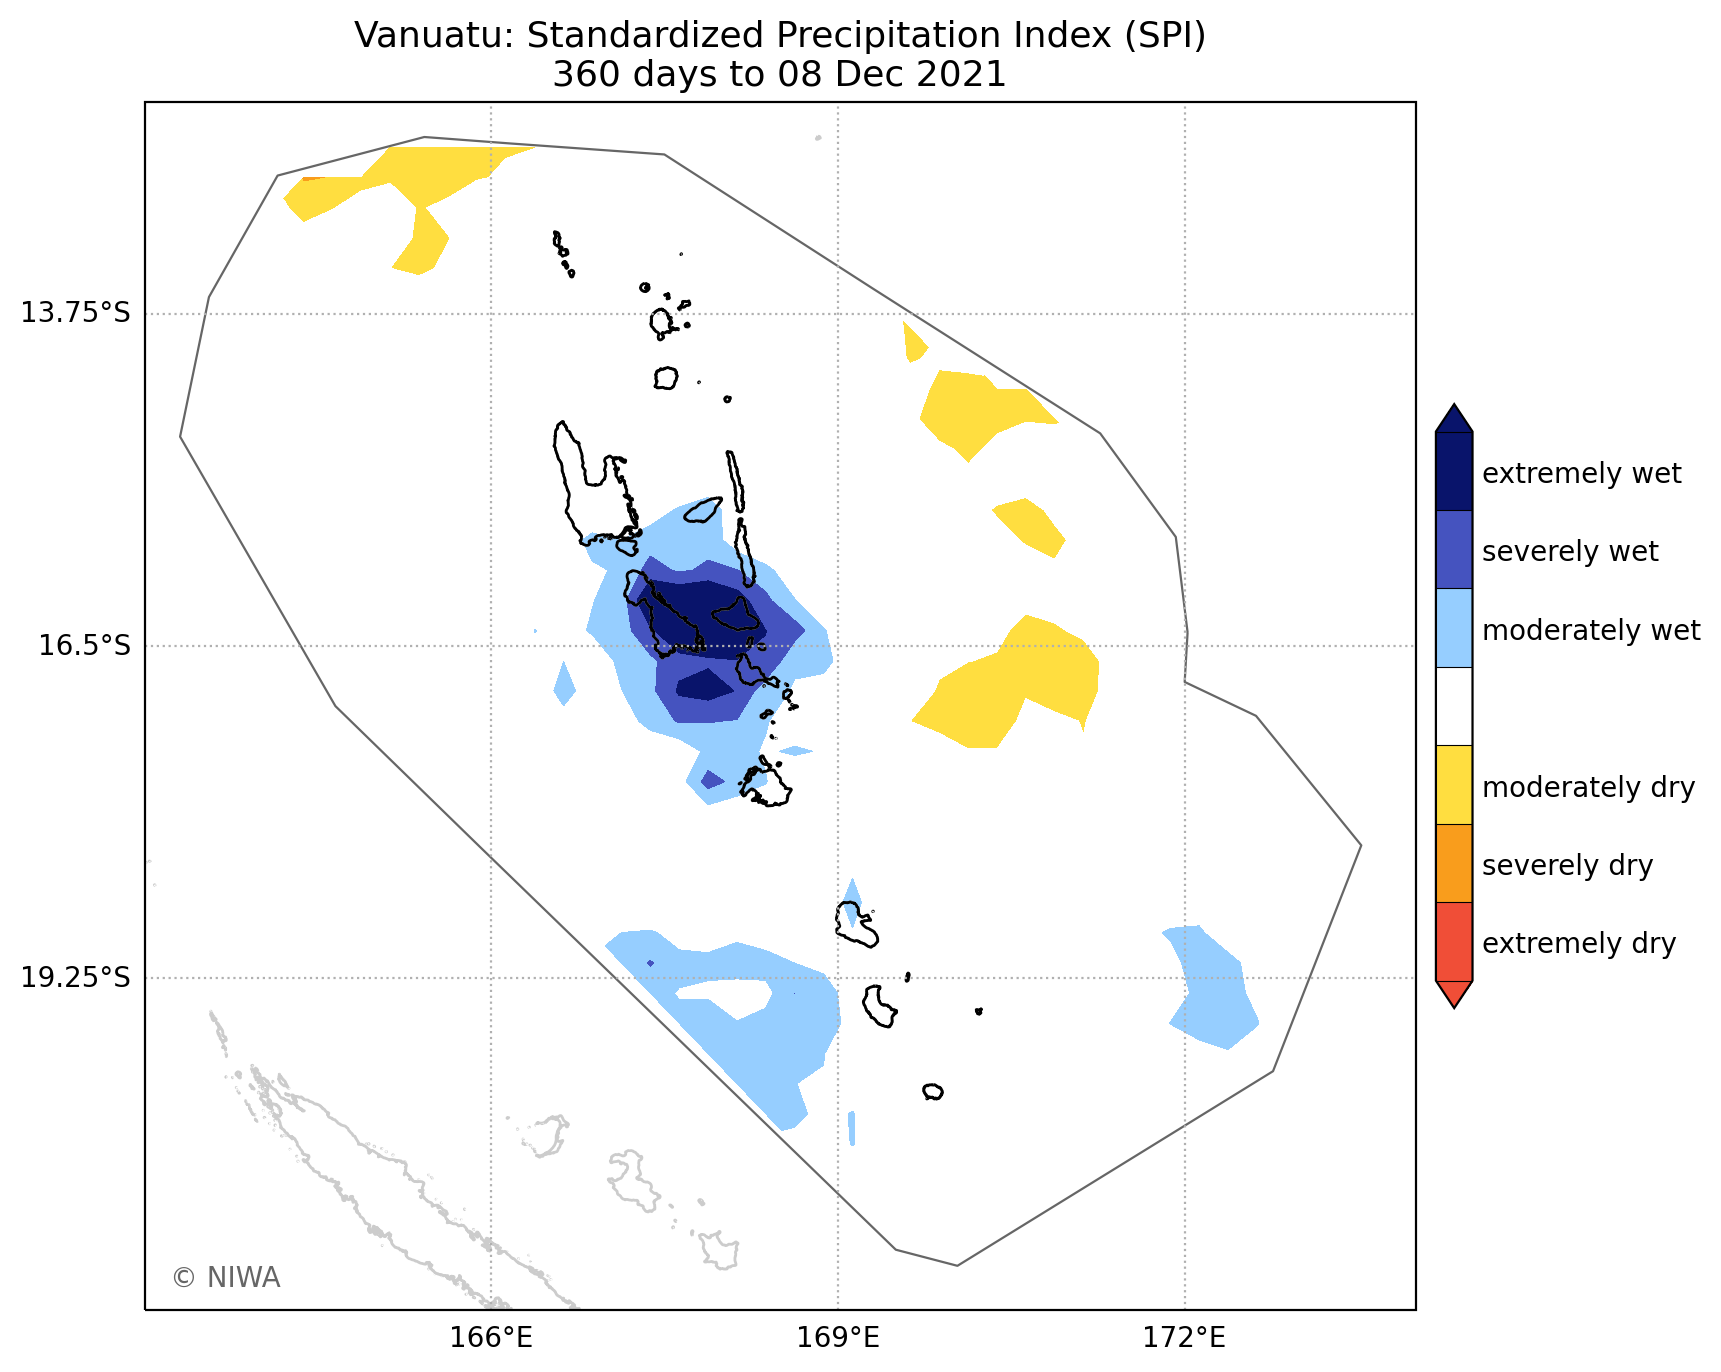 Vanuatu: Standardized Precipitation Index (SPI)
360 days to 08 Dec 2021
13.75°S
16.5°S
19.25°S
166°E
169°E
172°E
extremely wet
severely wet
moderately wet
moderately dry
severely dry
extremely dry
© NIWA